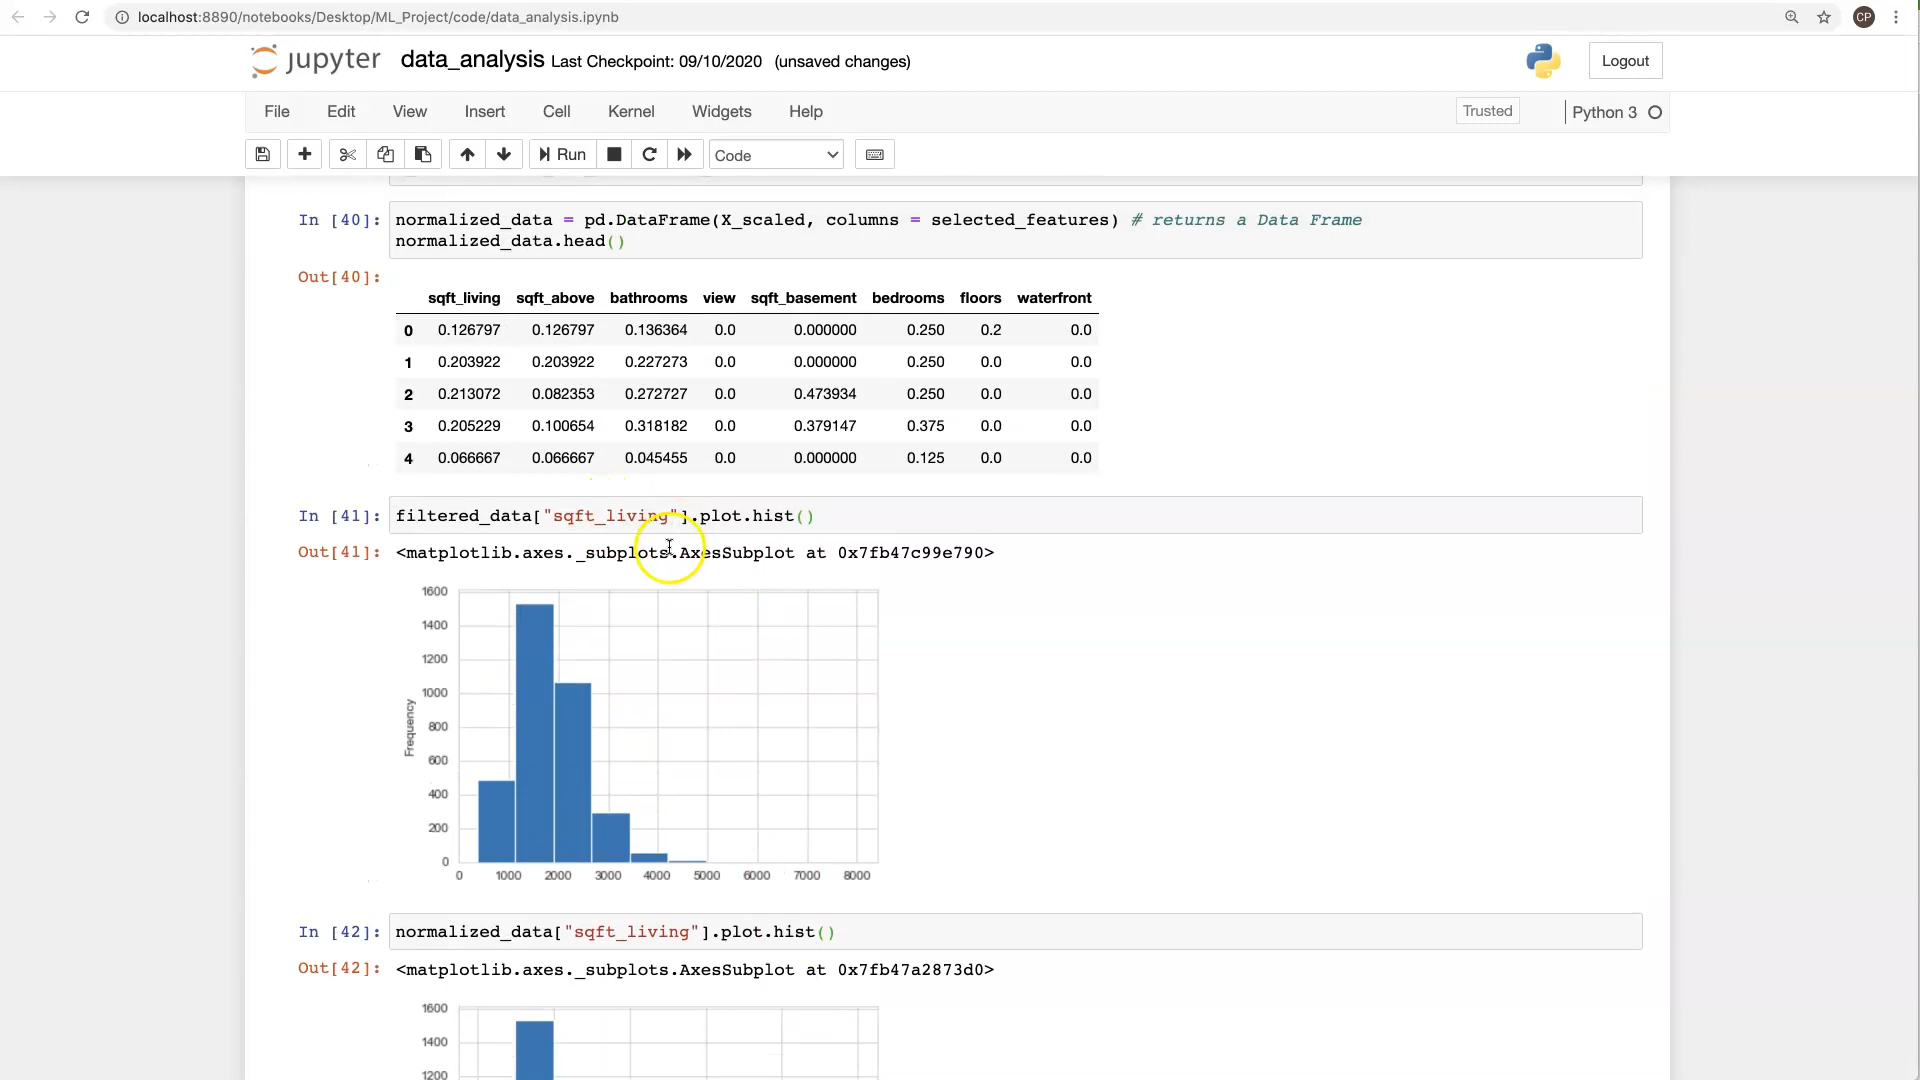 localhost:8890/notebooks/Desktop/ML_Project/code/data_analysis.ipynb
CP
jupyter data_analysis Last Checkpoint: 09/10/2020 (unsaved changes)
Logout
File Edit View Insert Cell Kernel Widgets Help
Trusted Python 3
Run Code
In [40]: normalized_data = pd.DataFrame(X_scaled, columns = selected_features) # returns a Data Frame
normalized_data.head()
Out[40]:
sqft_living sqft_above bathrooms view sqft_basement bedrooms floors waterfront
0 0.126797 0.126797 0.136364 0.0 0.000000 0.250 0.2 0.0
1 0.203922 0.203922 0.227273 0.0 0.000000 0.250 0.0 0.0
2 0.213072 0.082353 0.272727 0.0 0.473934 0.250 0.0 0.0
3 0.205229 0.100654 0.318182 0.0 0.379147 0.375 0.0 0.0
4 0.066667 0.066667 0.045455 0.0 0.000000 0.125 0.0 0.0
In [41]: filtered_data["sqft_living"].plot.hist()
Out[41]: <matplotlib.axes._subplots.AxesSubplot at 0x7fb47c99e790>
1600
1400
1200
1000
800
600
400
200
0
Frequency
0 1000 2000 3000 4000 5000 6000 7000 8000
In [42]: normalized_data["sqft_living"].plot.hist()
Out[42]: <matplotlib.axes._subplots.AxesSubplot at 0x7fb47a2873d0>
1600
1400
1200